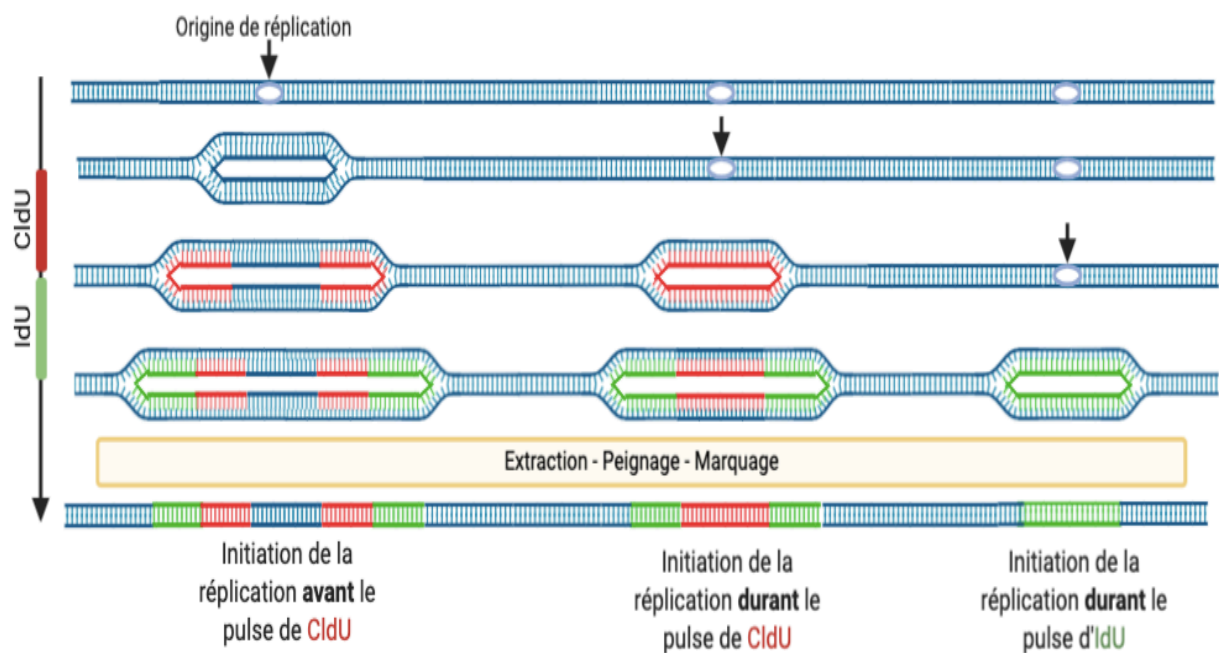 Origine de réplication
CldU
IdU
Extraction - Peignage - Marquage
Initiation de la
réplication avant le
pulse de CldU
Initiation de la
réplication durant le
pulse de CldU
Initiation de la
réplication durant le
pulse d'IdU